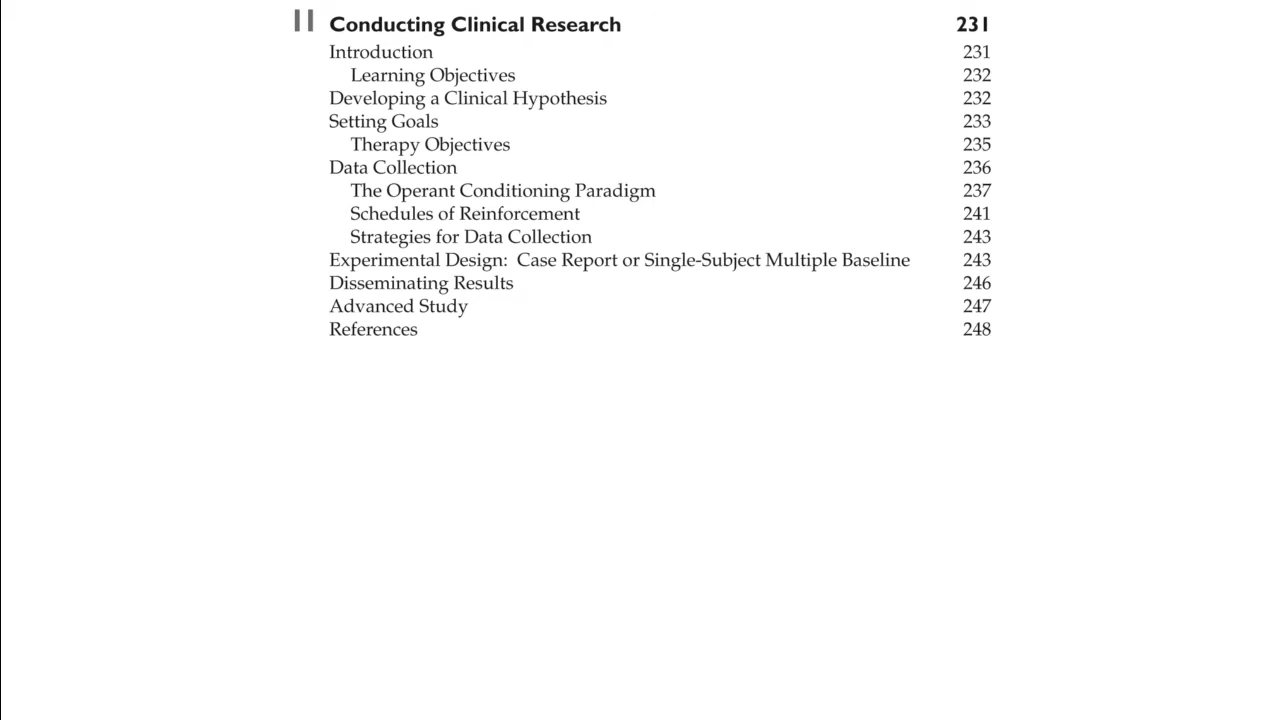 11 Conducting Clinical Research 231
Introduction 231
Learning Objectives 232
Developing a Clinical Hypothesis 232
Setting Goals 233
Therapy Objectives 235
Data Collection 236
The Operant Conditioning Paradigm 237
Schedules of Reinforcement 241
Strategies for Data Collection 243
Experimental Design: Case Report or Single-Subject Multiple Baseline 243
Disseminating Results 246
Advanced Study 247
References 248